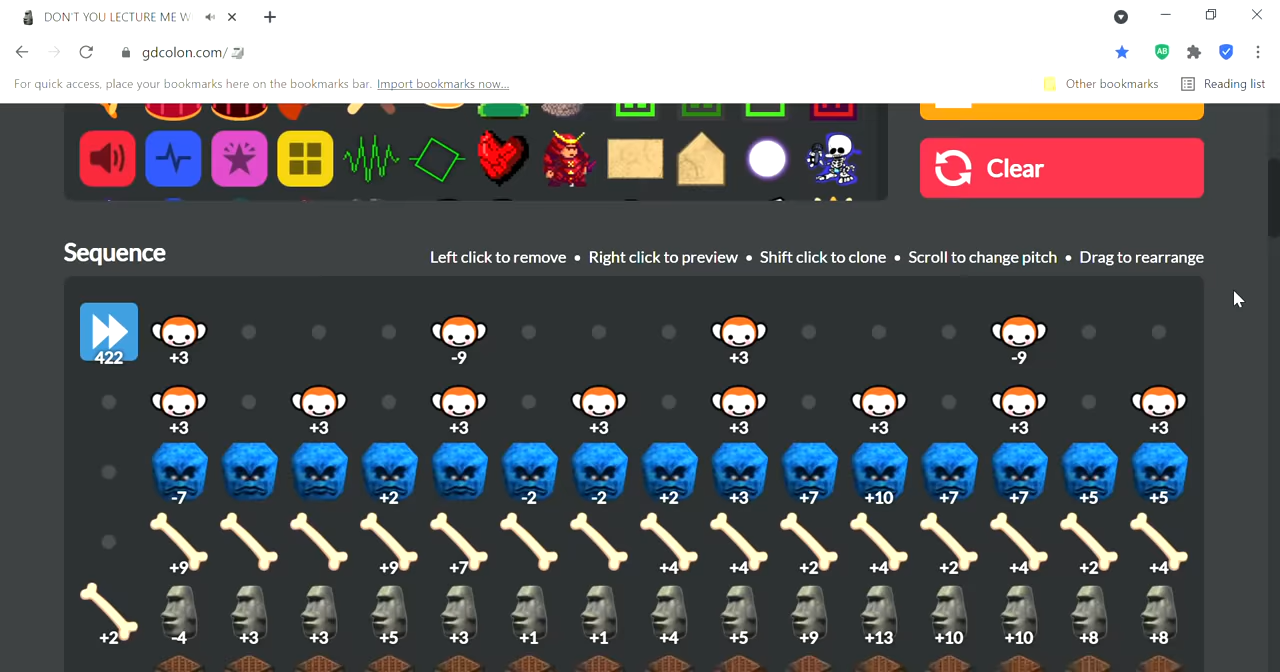 DON'T YOU LECTURE ME W
gdcolon.com/🗿
For quick access, place your bookmarks here on the bookmarks bar. Import bookmarks now...
Other bookmarks
Reading list
AB
Clear
Sequence
Left click to remove • Right click to preview • Shift click to clone • Scroll to change pitch • Drag to rearrange
422 +3 -9 +3 -9
+3 +3 +3 +3 +3 +3 +3 +3
-7 +2 -2 -2 +2 +3 +7 +10 +7 +7 +5 +5
+9 +9 +7 +4 +4 +2 +4 +2 +4 +2 +4
+2 -4 +3 +3 +5 +3 +1 +1 +4 +5 +9 +13 +10 +10 +8 +8